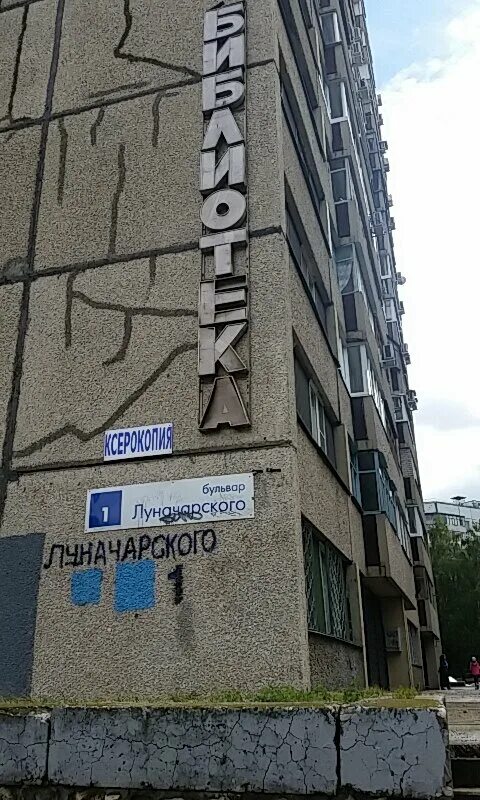 БИБЛИОТЕКА
КСЕРОКОПИЯ
1 бульвар
Луначарского
ЛУНАЧАРСКОГО
1